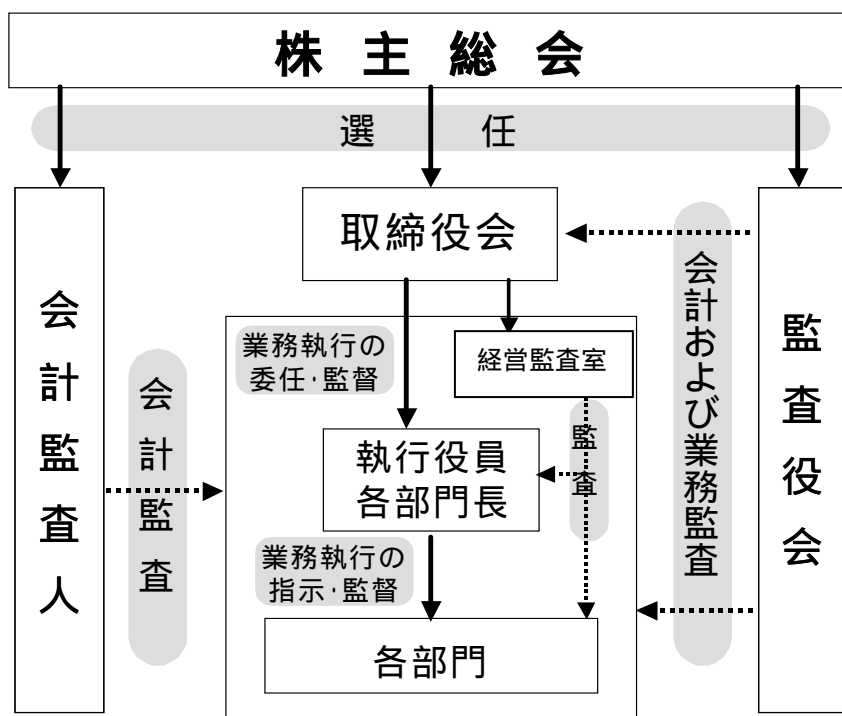 株主総会
選任
取締役会
会計監査人
監査役会
会計および業務監査
業務執行の
委任・監督
経営監査室
会計監査
監査
執行役員
各部門長
業務執行の
指示・監督
各部門